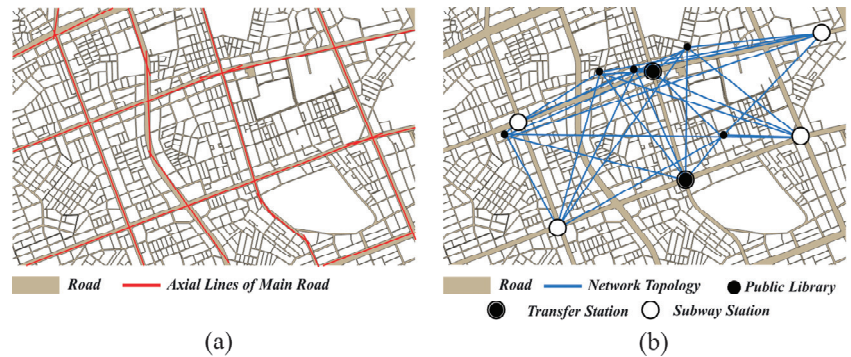 Road Axial Lines of Main Road
Road Network Topology Public Library
Transfer Station Subway Station
(a) (b)